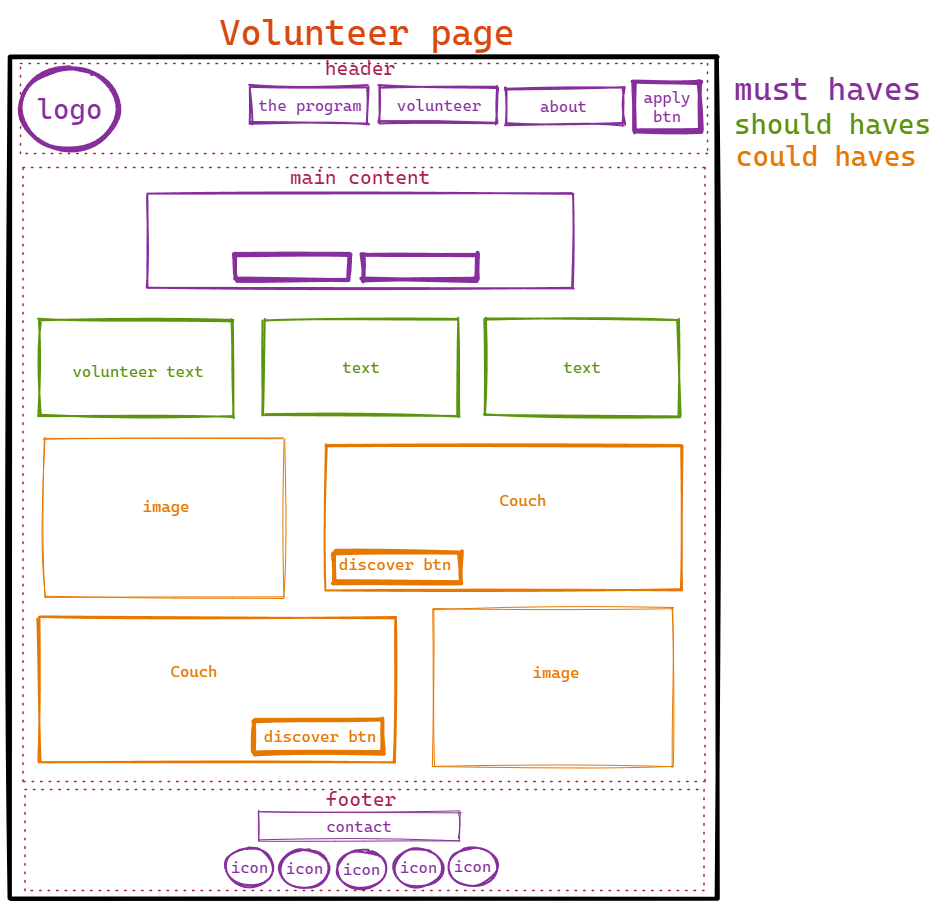 Volunteer page
header
logo
the program
volunteer
about
apply
btn
must haves
should haves
could haves
main content
volunteer text
text
text
image
Couch
discover btn
Couch
discover btn
image
footer
contact
icon
icon
icon
icon
icon